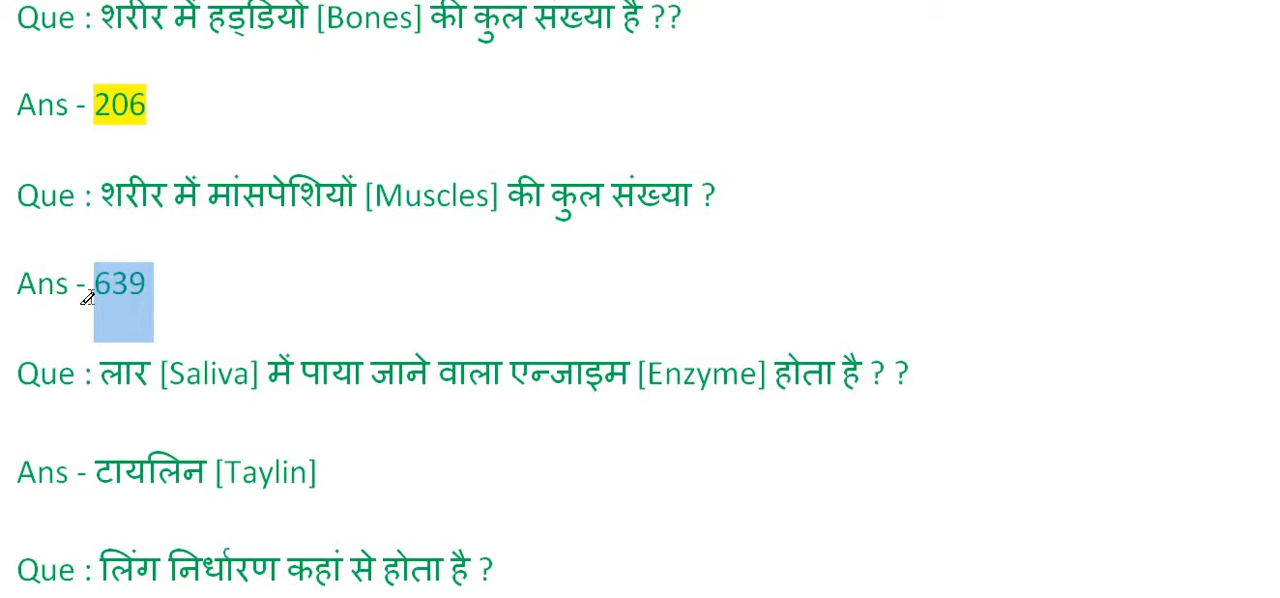 Que : शरीर में हड्डियों [Bones] की कुल संख्या है ??
Ans - 206
Que : शरीर में मांसपेशियों [Muscles] की कुल संख्या ?
Ans - 639
Que : लार [Saliva] में पाया जाने वाला एन्जाइम [Enzyme] होता है ? ?
Ans - टायलिन [Taylin]
Que : लिंग निर्धारण कहां से होता है ?